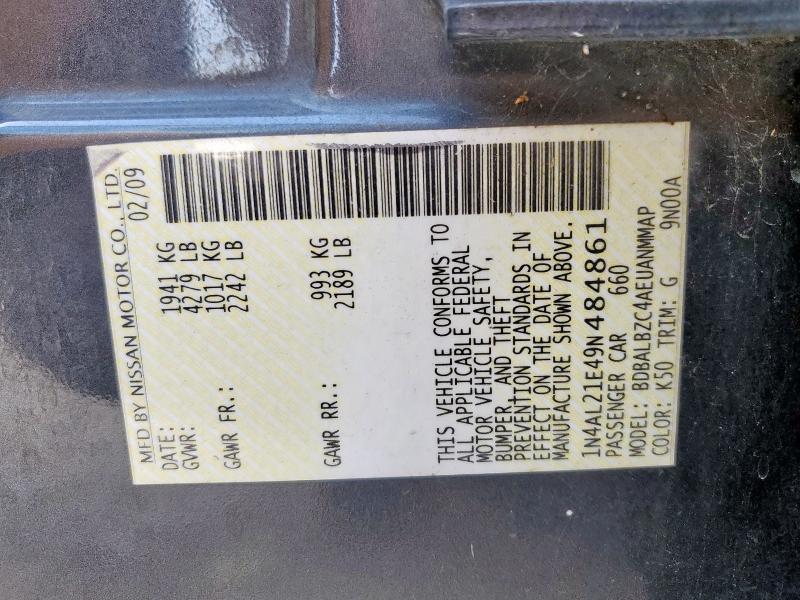 MFD BY NISSAN MOTOR CO., LTD.
DATE: 02/09
GVWR: 1941 KG
4279 LB
GAWR FR.: 1017 KG
2242 LB
GAWR RR.: 993 KG
2189 LB
THIS VEHICLE CONFORMS TO
ALL APPLICABLE FEDERAL
MOTOR VEHICLE SAFETY,
BUMPER, AND THEFT
PREVENTION STANDARDS IN
EFFECT ON THE DATE OF
MANUFACTURE SHOWN ABOVE.
1N4AL21E49N484861
PASSENGER CAR 660
MODEL: BDBALBZC4AEUANMMAP
COLOR: K50 TRIM: G 9N00A